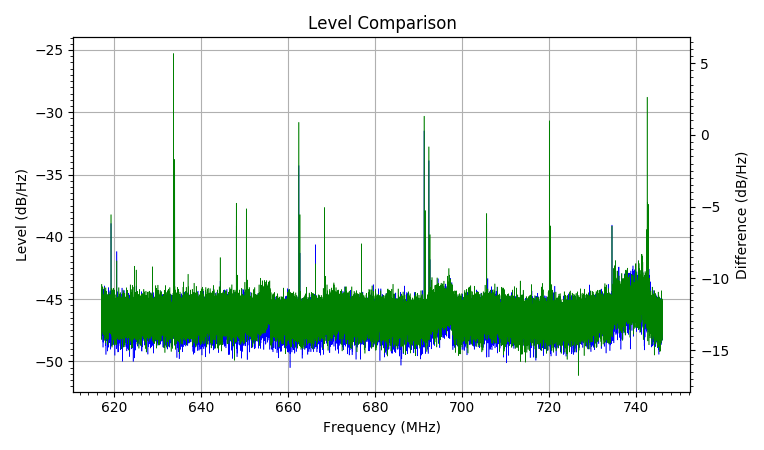 Level Comparison
−25
−30
−35
−40
−45
−50
Level (dB/Hz)
5
0
−5
−10
−15
Difference (dB/Hz)
620 640 660 680 700 720 740
Frequency (MHz)